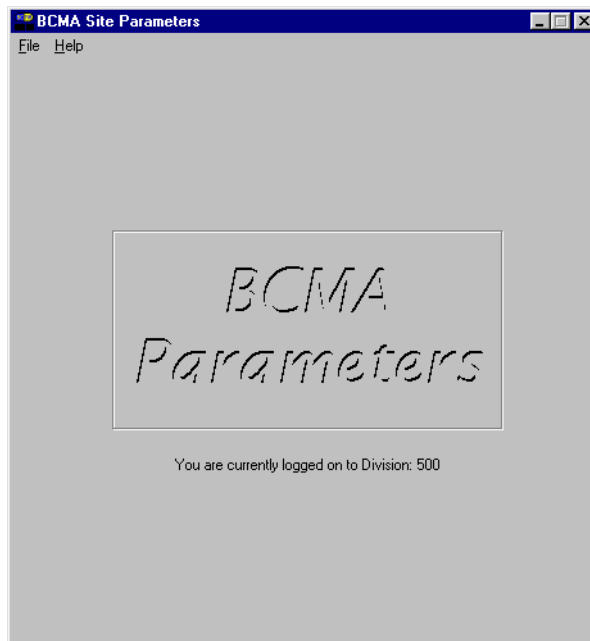 BCMA Site Parameters
File Help
BCMA
Parameters
You are currently logged on to Division: 500